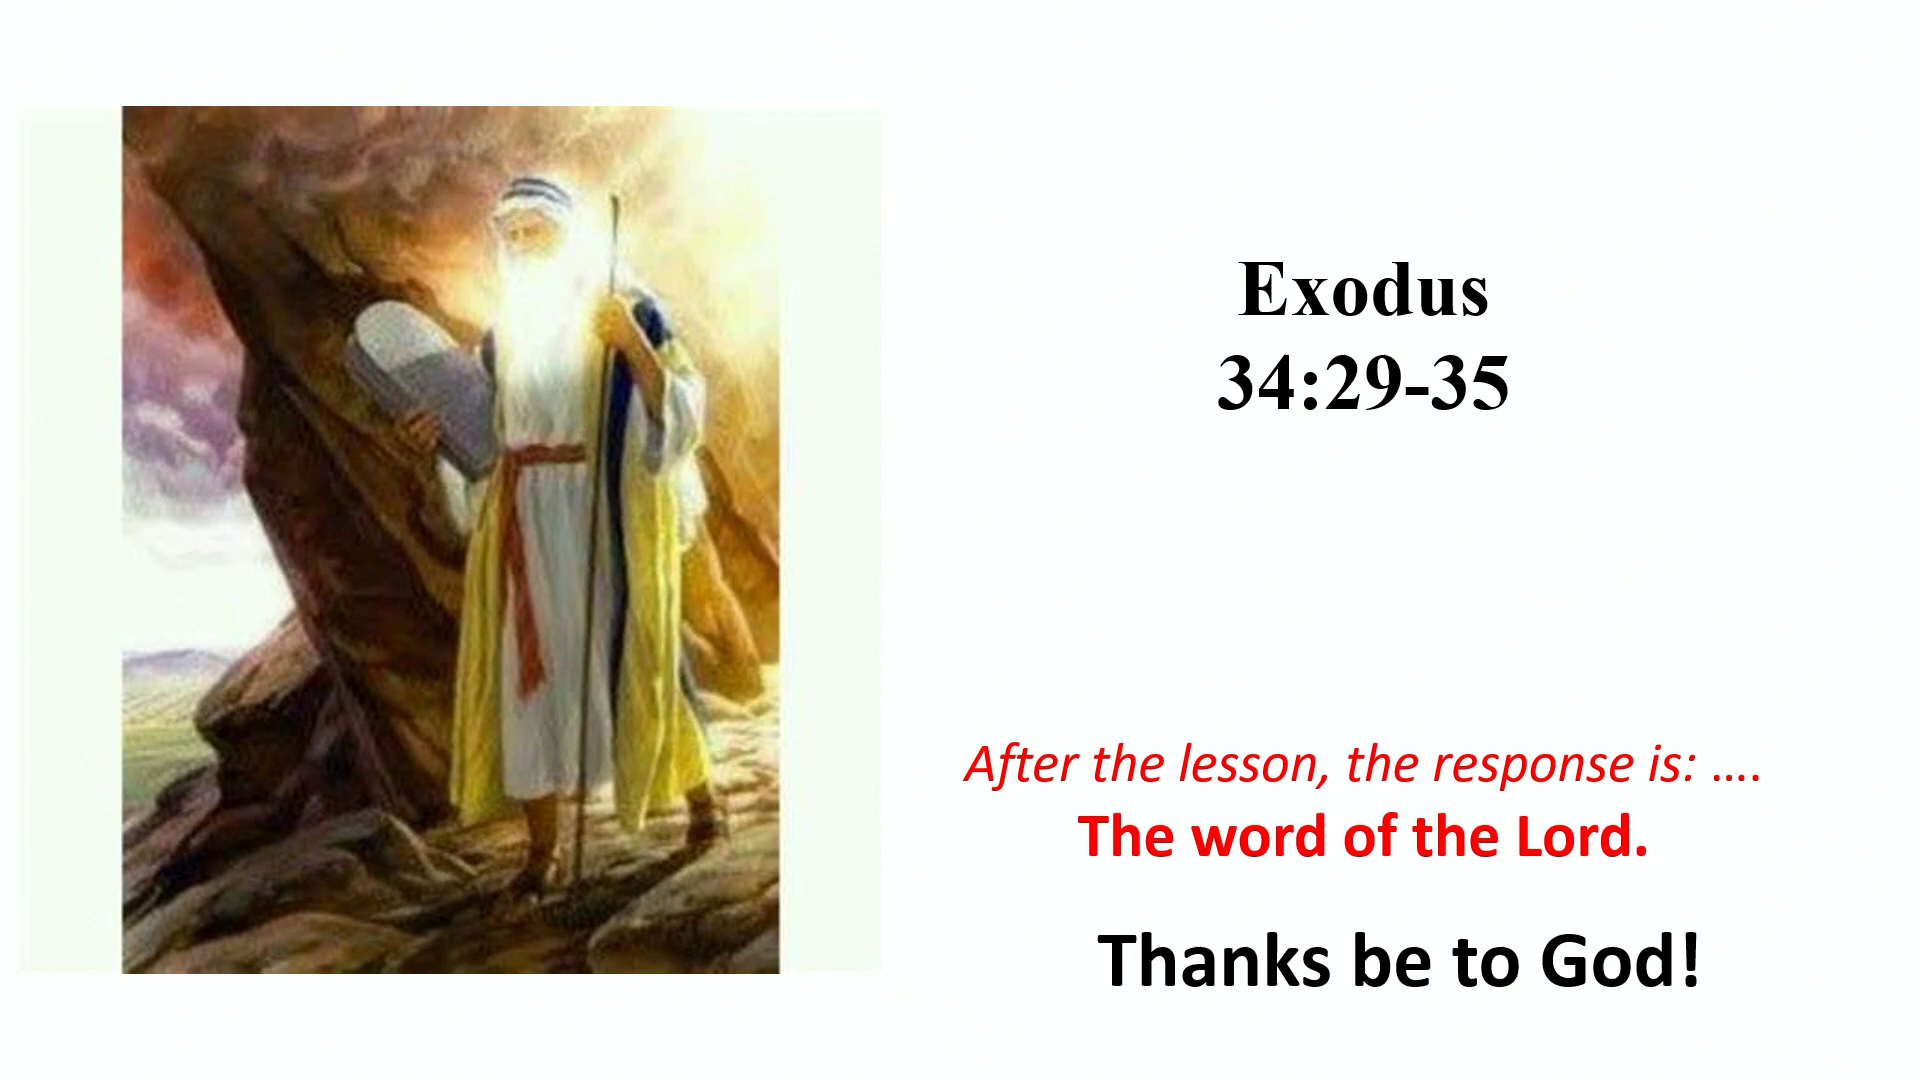 Exodus
34:29-35
After the lesson, the response is: ….
The word of the Lord.
Thanks be to God!